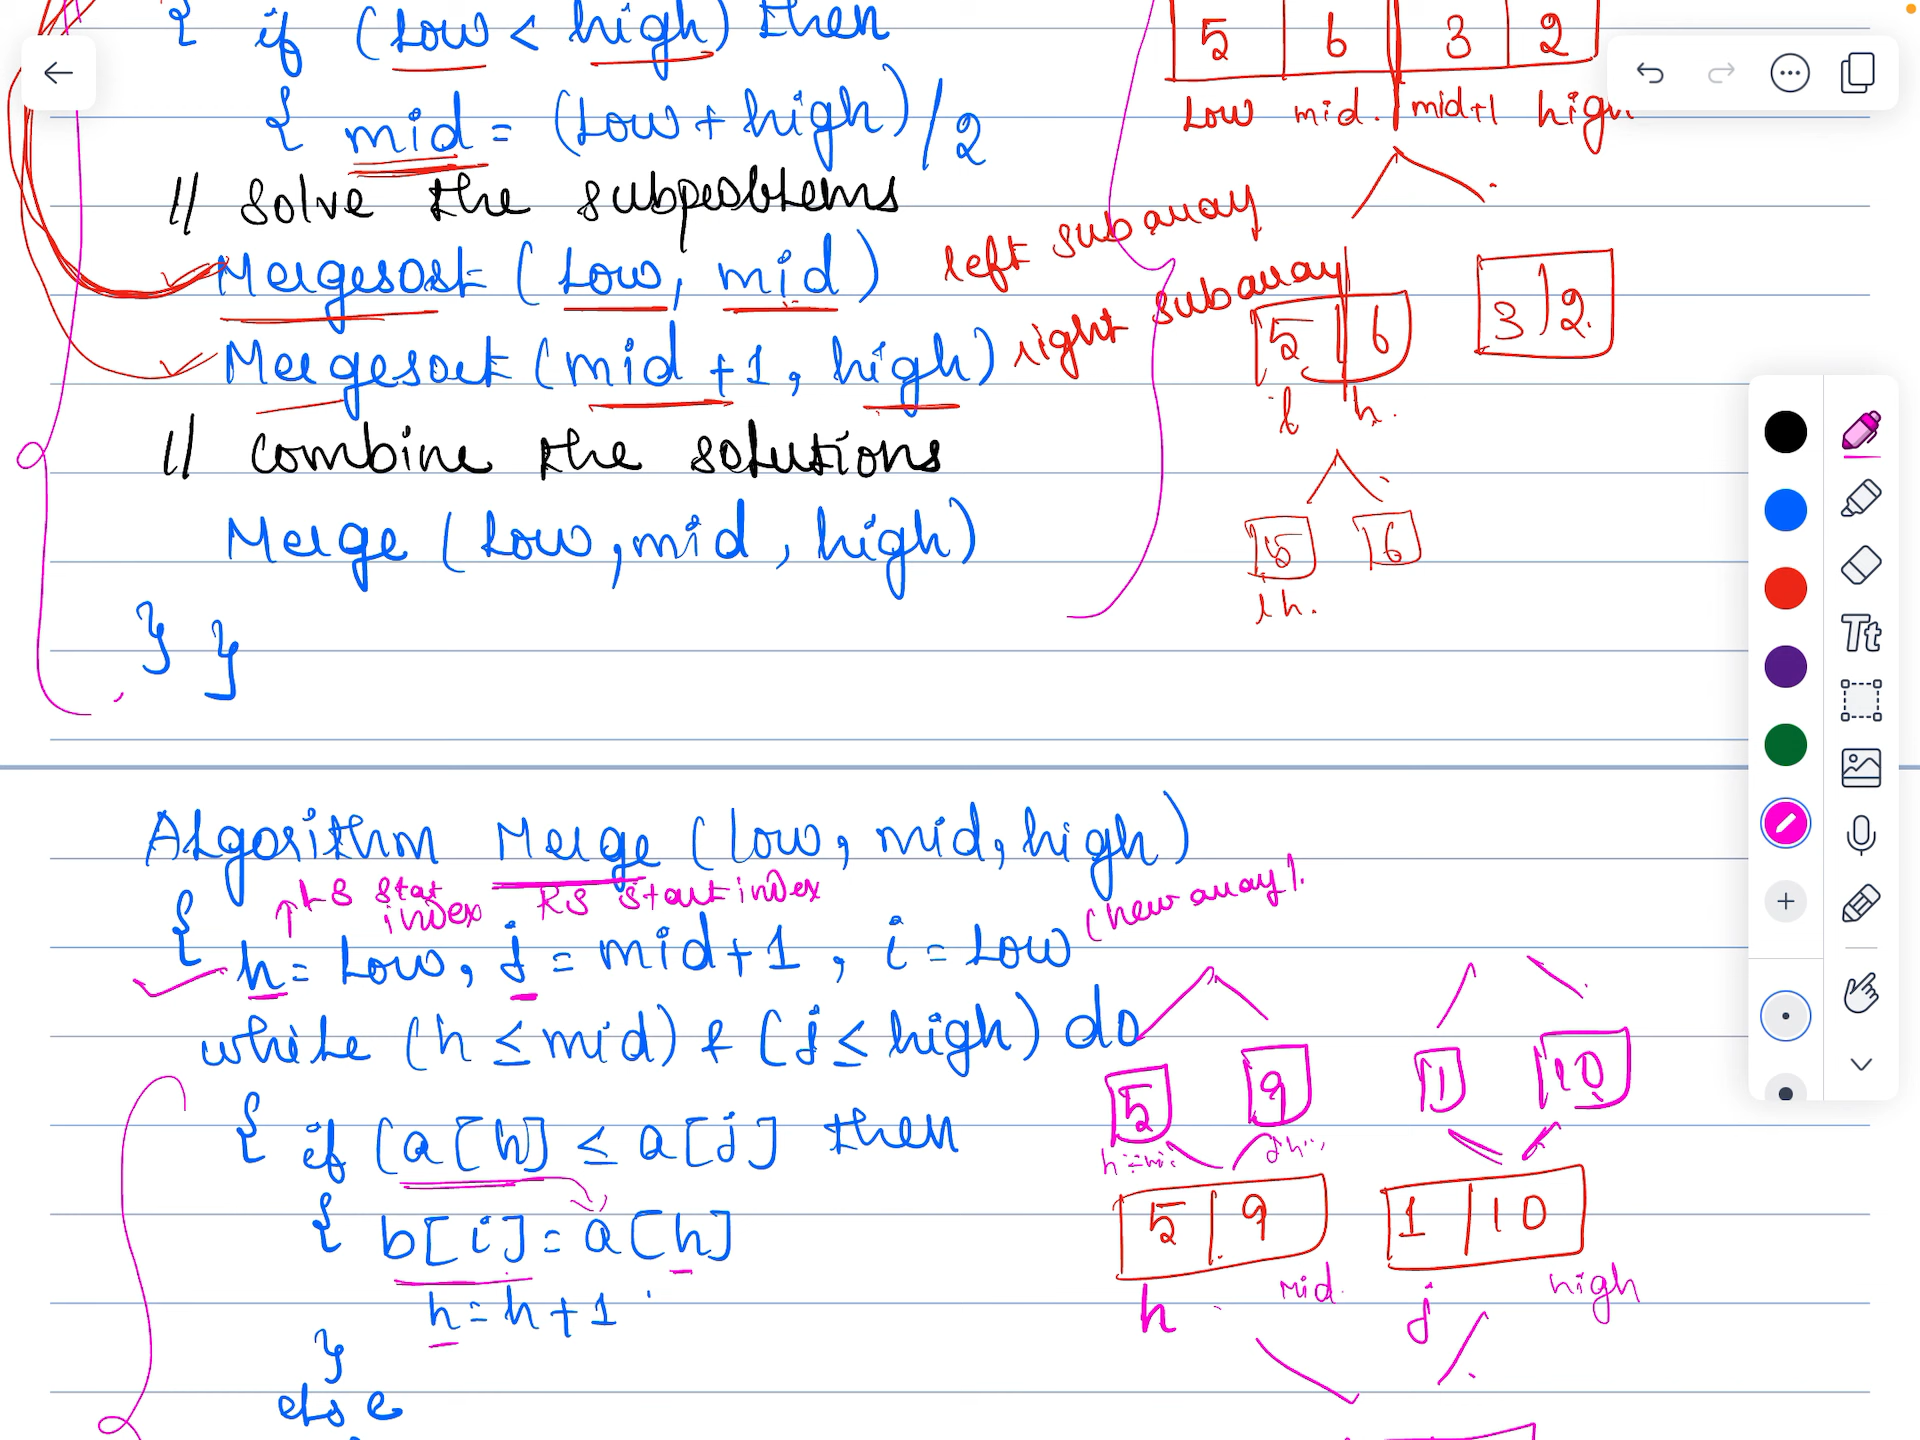 { if (Low < high) then
{ mid = (Low + high)/2
// Solve the subproblems
Mergesort (Low, mid) left subarray
Mergesort (mid +1, high) right subarray
// Combine the solutions
Merge (Low, mid, high)
} }
5 6 3 2
Low mid. mid+1 high
5 6 3 2
l h.
5 6
l h.
Algorithm Merge (low, mid, high)
LS Stat index RS Start index (new array).
{ h = Low, j = mid+1, i = Low
while (h ≤ mid) & (j ≤ high) do
{ if (a[h] ≤ a[j] then
{ b[i] = a[h]
h = h + 1
}
else
5 9 1 10
5 9 1 10
h mid. j high
Tt